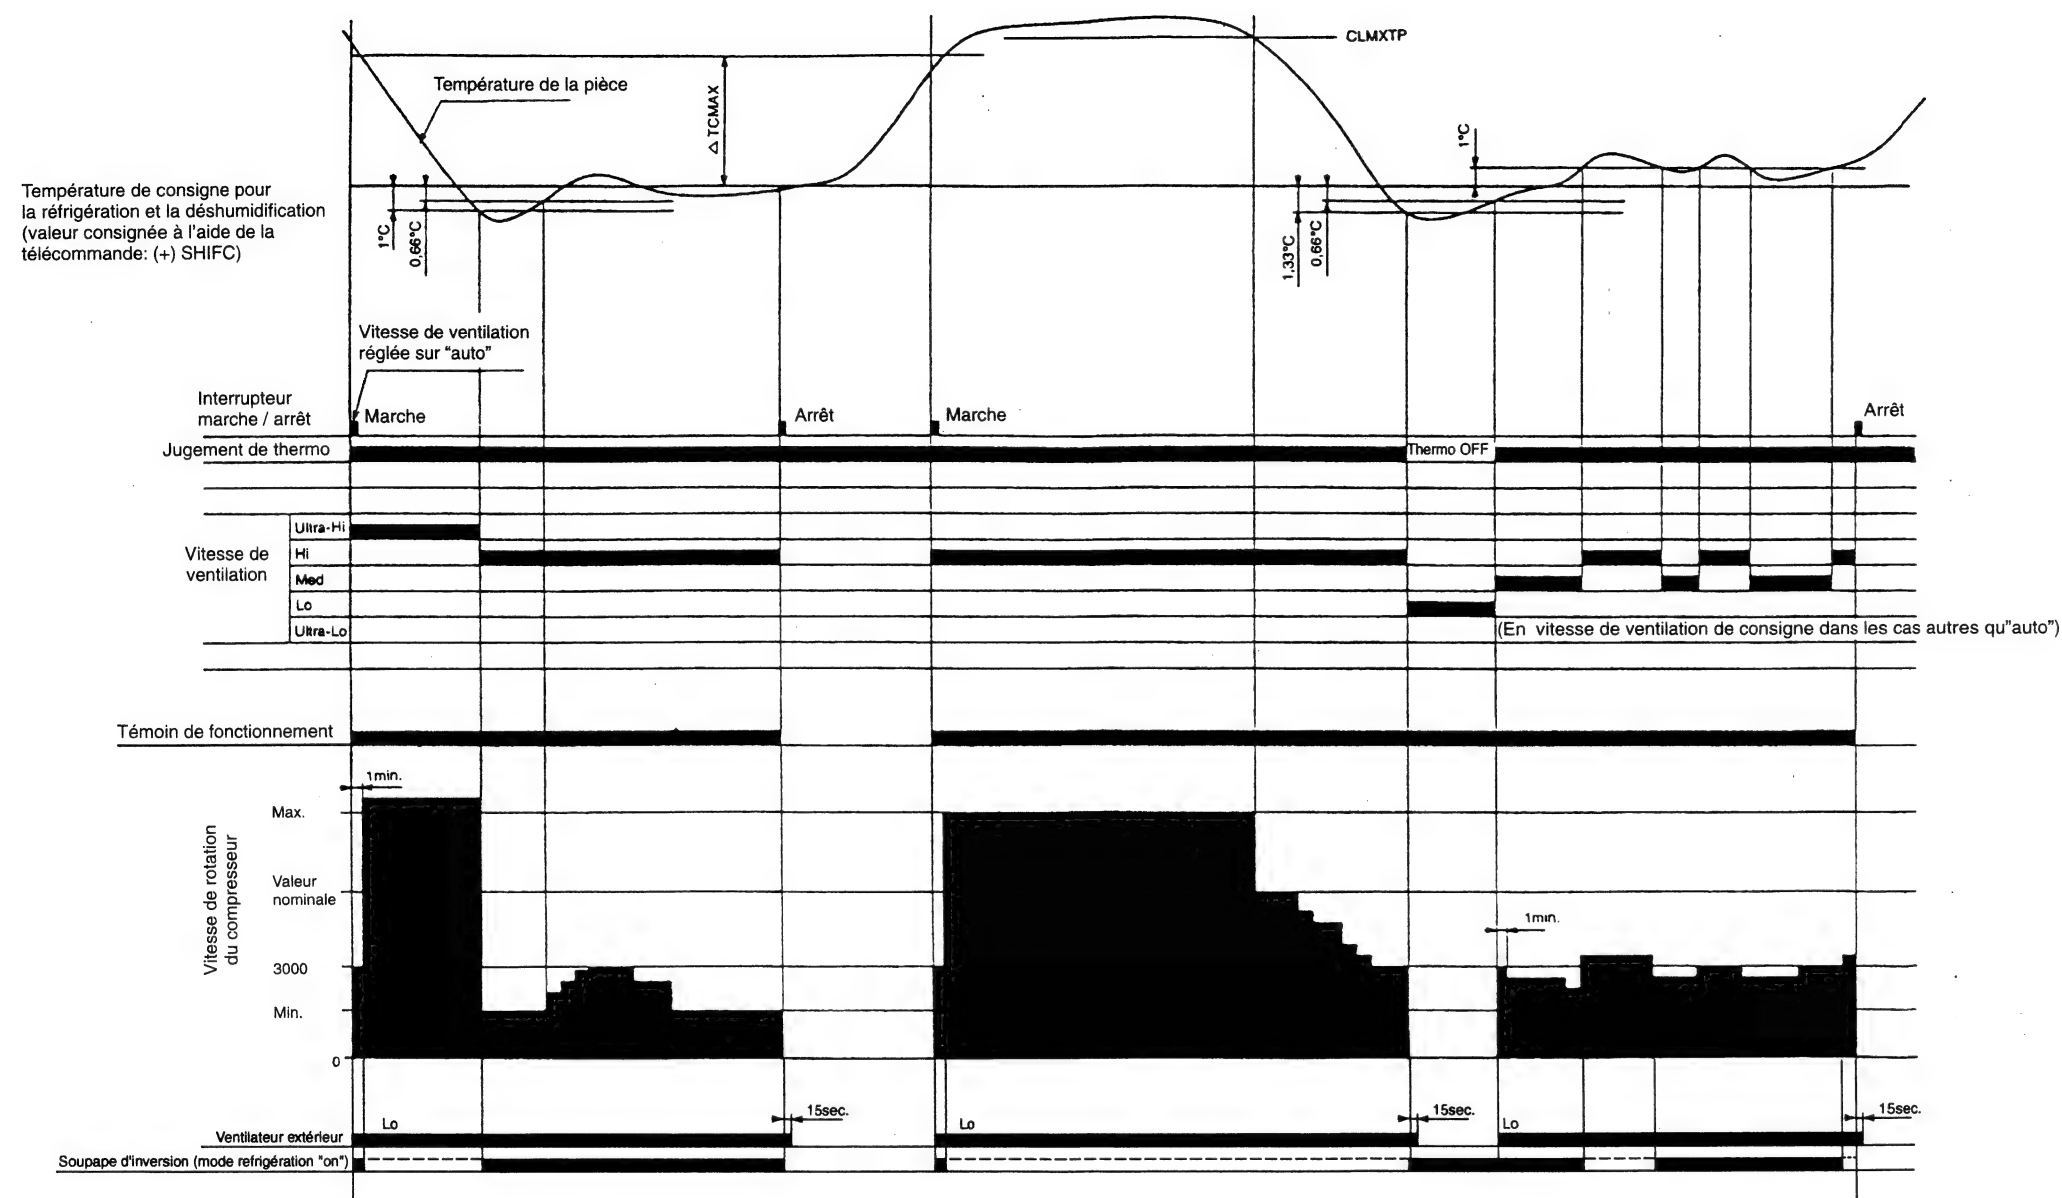 CLMXTP
Température de la pièce
△ TCMAX
1°C
Température de consigne pour
la réfrigération et la déshumidification
(valeur consignée à l'aide de la
télécommande: (+) SHIFC)
1°C
0,66°C
1,33°C
0,66°C
Vitesse de ventilation
réglée sur "auto"
Interrupteur
marche / arrêt
Marche
Arrêt
Marche
Arrêt
Jugement de thermo
Thermo OFF
Vitesse de
ventilation
Ultra-Hi
Hi
Med
Lo
Ultra-Lo
(En vitesse de ventilation de consigne dans les cas autres qu"auto")
Témoin de fonctionnement
1min.
Vitesse de rotation
du compresseur
Max.
Valeur
nominale
3000
Min.
0
1min.
15sec.
15sec.
15sec.
Lo
Lo
Lo
Ventilateur extérieur
Soupape d'inversion (mode refrigération "on")